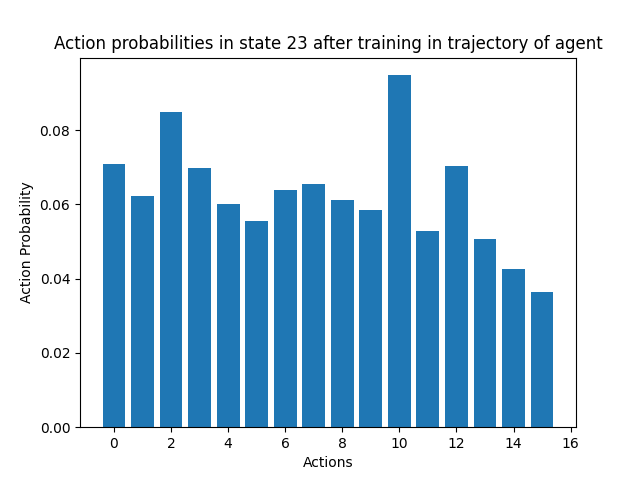 Action probabilities in state 23 after training in trajectory of agent
0.08
0.06
0.04
0.02
0.00
Action Probability
0 2 4 6 8 10 12 14 16
Actions